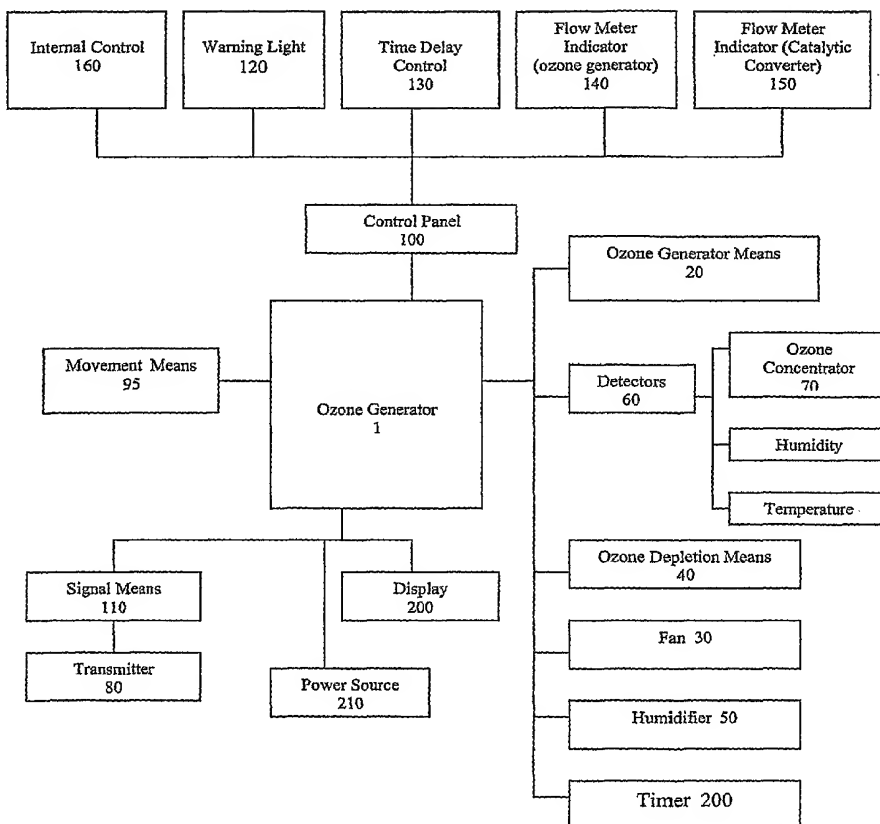 Internal Control
160
Warning Light
120
Time Delay
Control
130
Flow Meter
Indicator
(ozone generator)
140
Flow Meter
Indicator (Catalytic
Converter)
150
Control Panel
100
Ozone Generator Means
20
Movement Means
95
Ozone Generator
1
Detectors
60
Ozone
Concentrator
70
Humidity
Temperature
Signal Means
110
Display
200
Ozone Depletion Means
40
Transmitter
80
Power Source
210
Fan 30
Humidifier 50
Timer 200